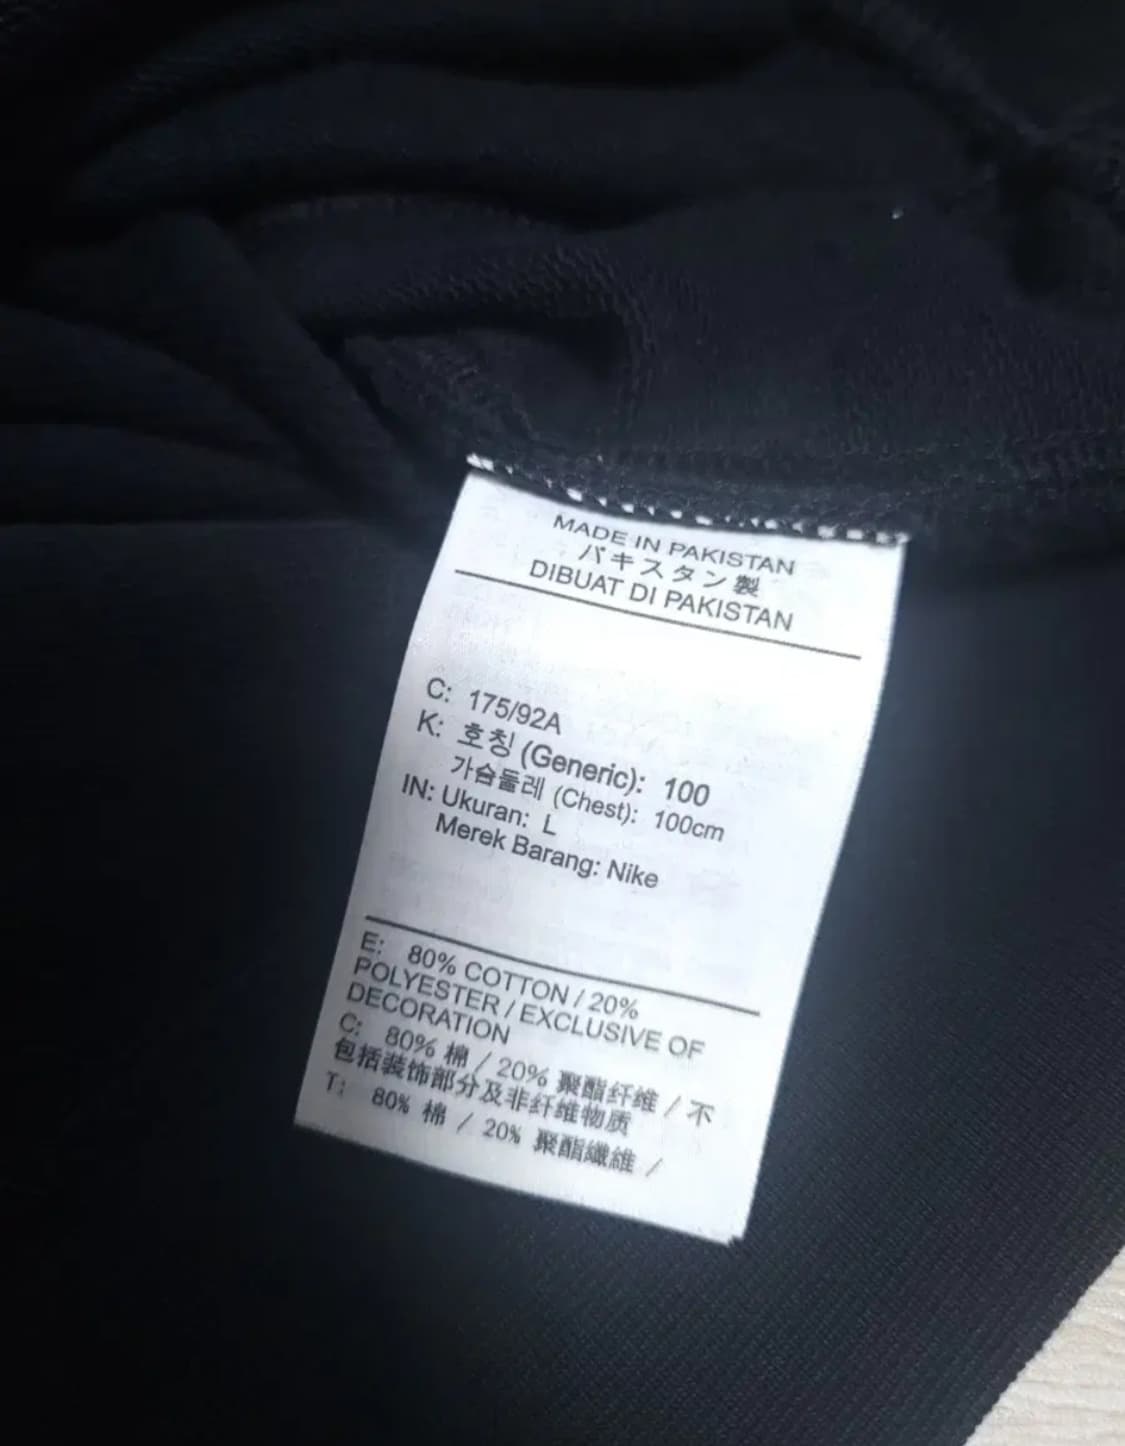 MADE IN PAKISTAN
パキスタン製
DIBUAT DI PAKISTAN
C: 175/92A
K: 호칭 (Generic): 100
가슴둘레 (Chest): 100cm
IN: Ukuran: L
Merek Barang: Nike
E: 80% COTTON / 20%
POLYESTER / EXCLUSIVE OF
DECORATION
C: 80% 棉 / 20% 聚酯纤维 / 不
包括装饰部分及非纤维物质
T: 80% 棉 / 20% 聚酯纖維 /